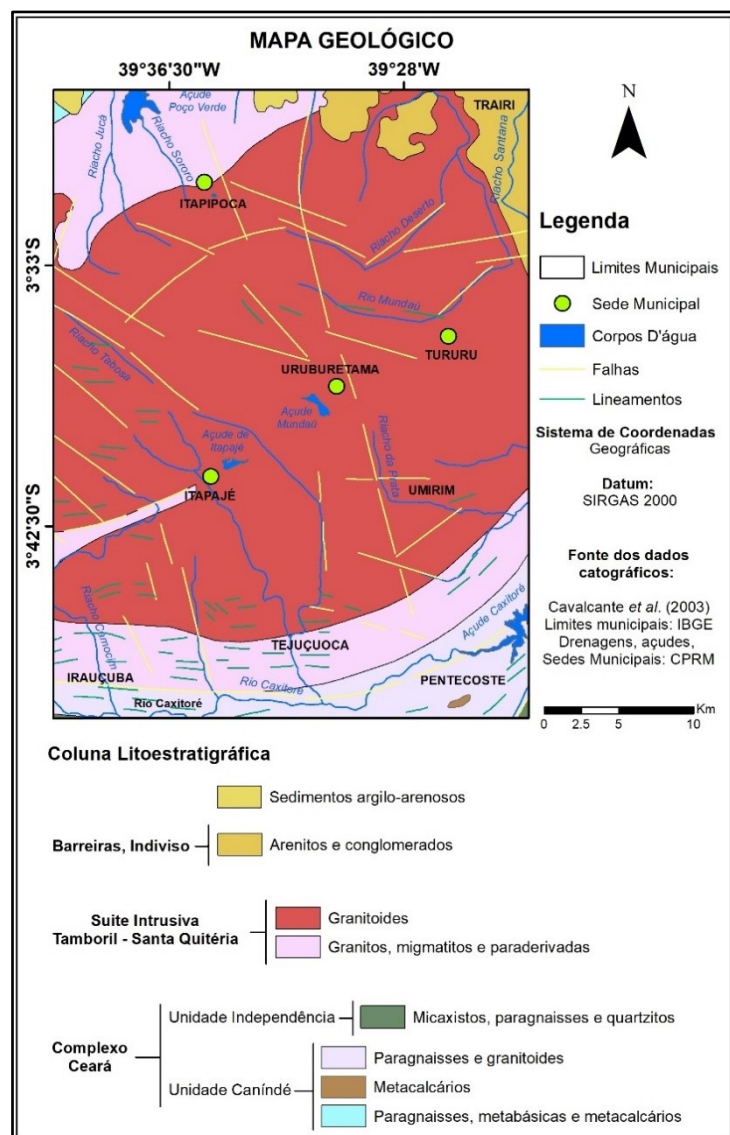 MAPA GEOLÓGICO
39°36'30"W
39°28'W
3°33'S
3°42'30"S
Açude
Poço Verde
TRAIRI
Riacho Jucá
Riacho Sororo
Riacho Santana
ITAPIPOCA
Riacho Deserto
Rio Mundaú
TURURU
Riacho Tabosa
URUBURETAMA
Açude
Mundaú
Açude de
Itapajé
Riacho da Prata
ITAPAJÉ
UMIRIM
Riacho Camocim
TEJUÇUOCA
Açude Caxitoré
IRAUÇUBA
Rio Caxitoré
PENTECOSTE
Rio Caxitoré
N
Legenda
Limites Municipais
Sede Municipal
Corpos D'água
Falhas
Lineamentos
Sistema de Coordenadas
Geográficas
Datum:
SIRGAS 2000
Fonte dos dados
catográficos:
Cavalcante et al. (2003)
Limites municipais: IBGE
Drenagens, açudes,
Sedes Municipais: CPRM
Km
0 2.5 5 10
Coluna Litoestratigráfica
Sedimentos argilo-arenosos
Barreiras, Indiviso
Arenitos e conglomerados
Suite Intrusiva
Tamboril - Santa Quitéria
Granitoides
Granitos, migmatitos e paraderivadas
Complexo
Ceará
Unidade Independência
Micaxistos, paragnaisses e quartzitos
Unidade Caníndé
Paragnaisses e granitoides
Metacalcários
Paragnaisses, metabásicas e metacalcários